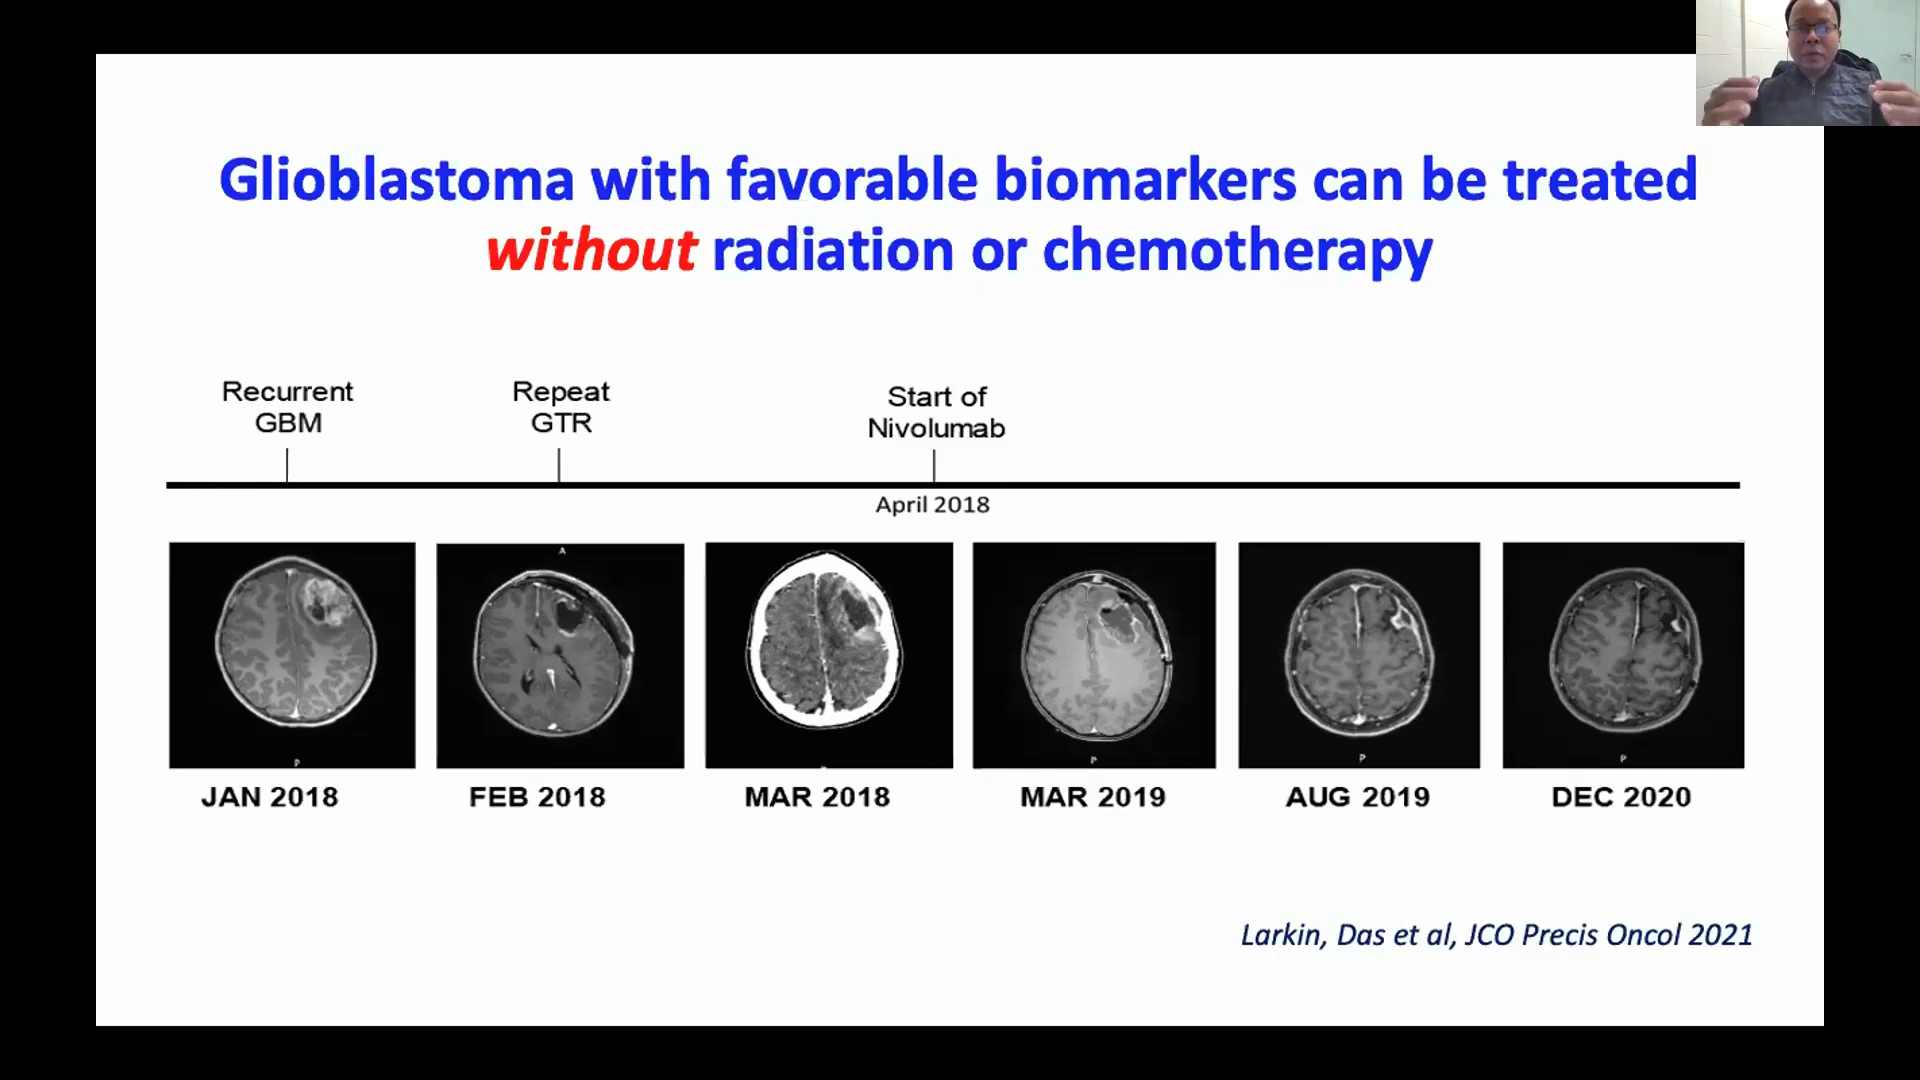 Glioblastoma with favorable biomarkers can be treated
without radiation or chemotherapy
Recurrent
GBM
Repeat
GTR
Start of
Nivolumab
April 2018
A
P
P
P
P
JAN 2018
FEB 2018
MAR 2018
MAR 2019
AUG 2019
DEC 2020
Larkin, Das et al, JCO Precis Oncol 2021